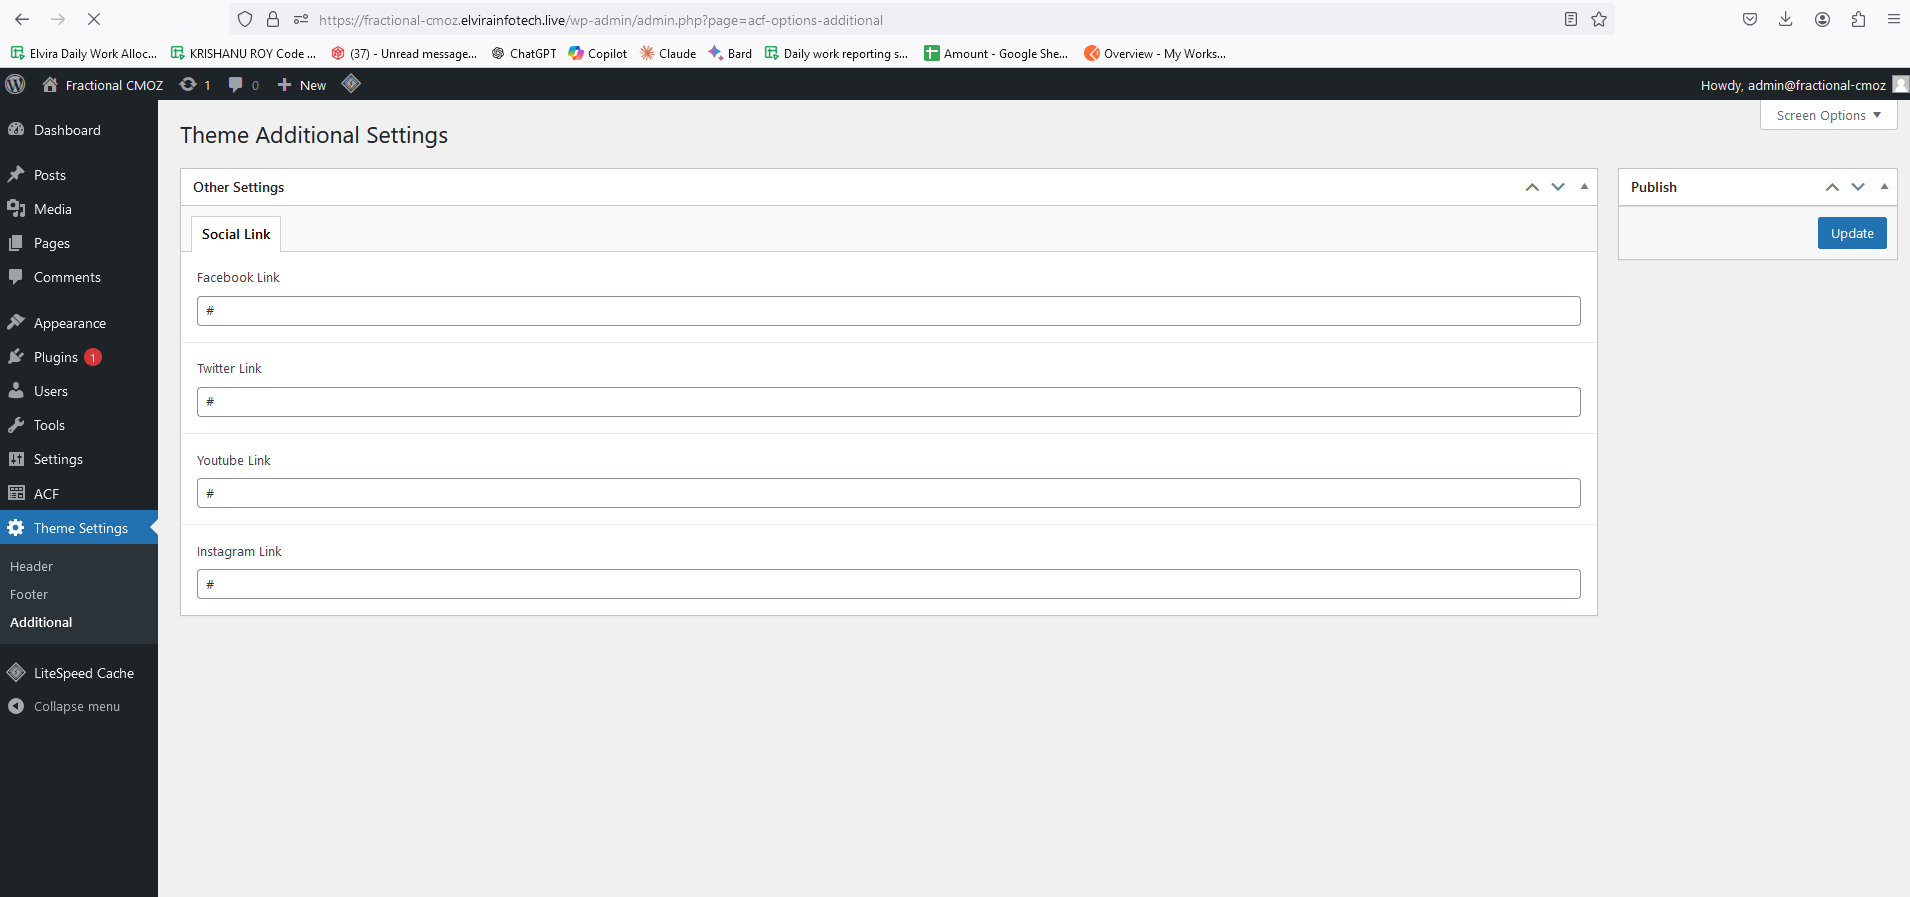 https://fractional-cmoz.elvirainfotech.live/wp-admin/admin.php?page=acf-options-additional
Elvira Daily Work Alloc... KRISHANU ROY Code ... (37) - Unread message... ChatGPT Copilot Claude Bard Daily work reporting s... Amount - Google She... Overview - My Works...
Fractional CMOZ 1 0 New Howdy, admin@fractional-cmoz
Screen Options
Dashboard
Posts
Media
Pages
Comments
Appearance
Plugins 1
Users
Tools
Settings
ACF
Theme Settings
Header
Footer
Additional
LiteSpeed Cache
Collapse menu
Theme Additional Settings
Other Settings
Social Link
Facebook Link
#
Twitter Link
#
Youtube Link
#
Instagram Link
#
Publish
Update